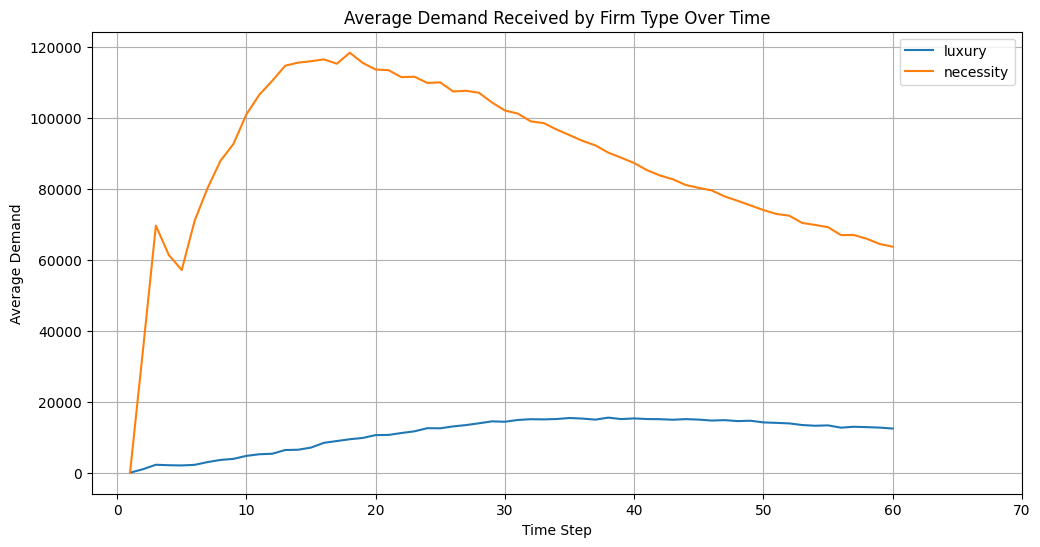 Average Demand Received by Firm Type Over Time
luxury
necessity
120000
100000
80000
60000
40000
20000
0
Average Demand
0 10 20 30 40 50 60 70
Time Step